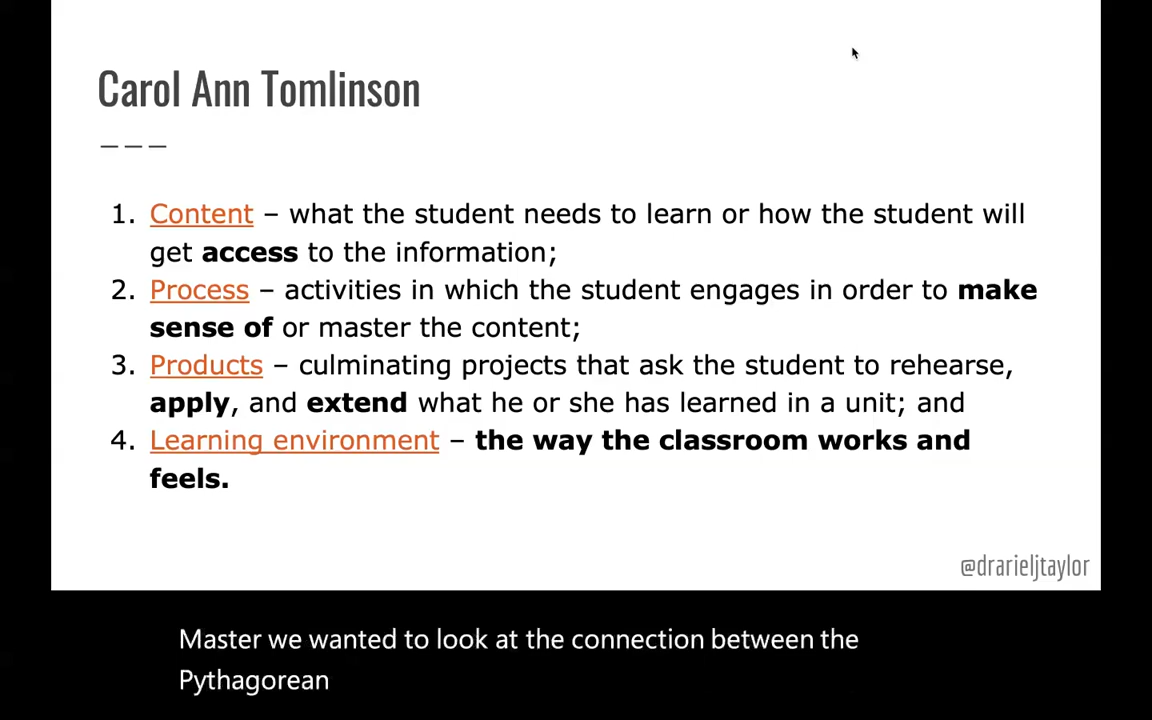 Carol Ann Tomlinson
———
1. Content – what the student needs to learn or how the student will
get access to the information;
2. Process – activities in which the student engages in order to make
sense of or master the content;
3. Products – culminating projects that ask the student to rehearse,
apply, and extend what he or she has learned in a unit; and
4. Learning environment – the way the classroom works and
feels.
@drarieljtaylor
Master we wanted to look at the connection between the
Pythagorean